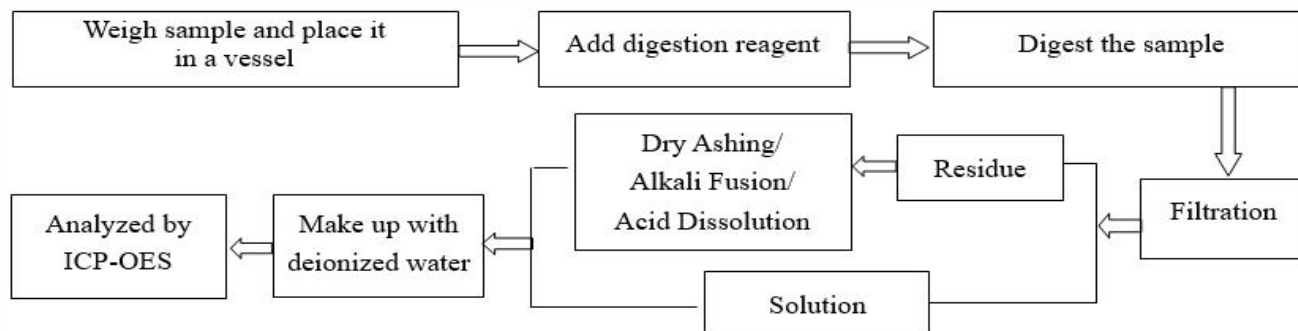 Weigh sample and place it
in a vessel
Add digestion reagent
Digest the sample
Filtration
Residue
Dry Ashing/
Alkali Fusion/
Acid Dissolution
Solution
Make up with
deionized water
Analyzed by
ICP-OES